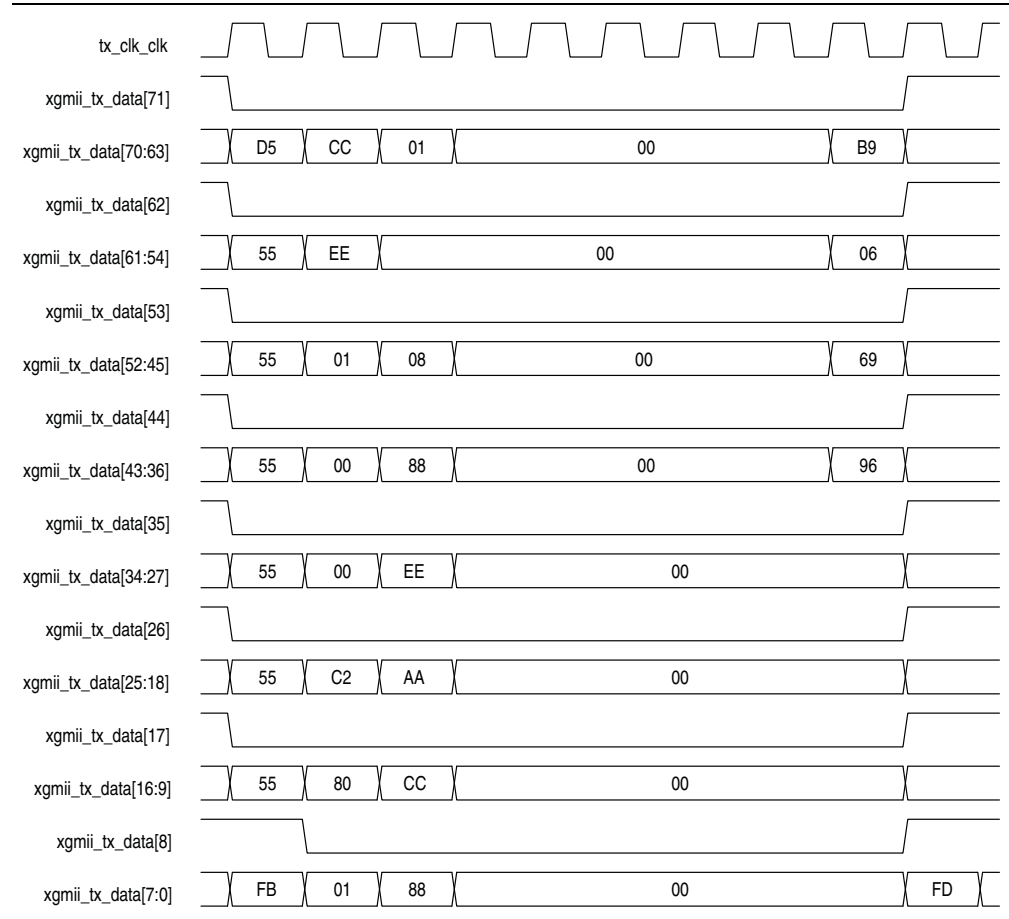 tx_clk_clk
xgmii_tx_data[71]
xgmii_tx_data[70:63] D5 CC 01 00 B9
xgmii_tx_data[62]
xgmii_tx_data[61:54] 55 EE 00 06
xgmii_tx_data[53]
xgmii_tx_data[52:45] 55 01 08 00 69
xgmii_tx_data[44]
xgmii_tx_data[43:36] 55 00 88 00 96
xgmii_tx_data[35]
xgmii_tx_data[34:27] 55 00 EE 00
xgmii_tx_data[26]
xgmii_tx_data[25:18] 55 C2 AA 00
xgmii_tx_data[17]
xgmii_tx_data[16:9] 55 80 CC 00
xgmii_tx_data[8]
xgmii_tx_data[7:0] FB 01 88 00 FD